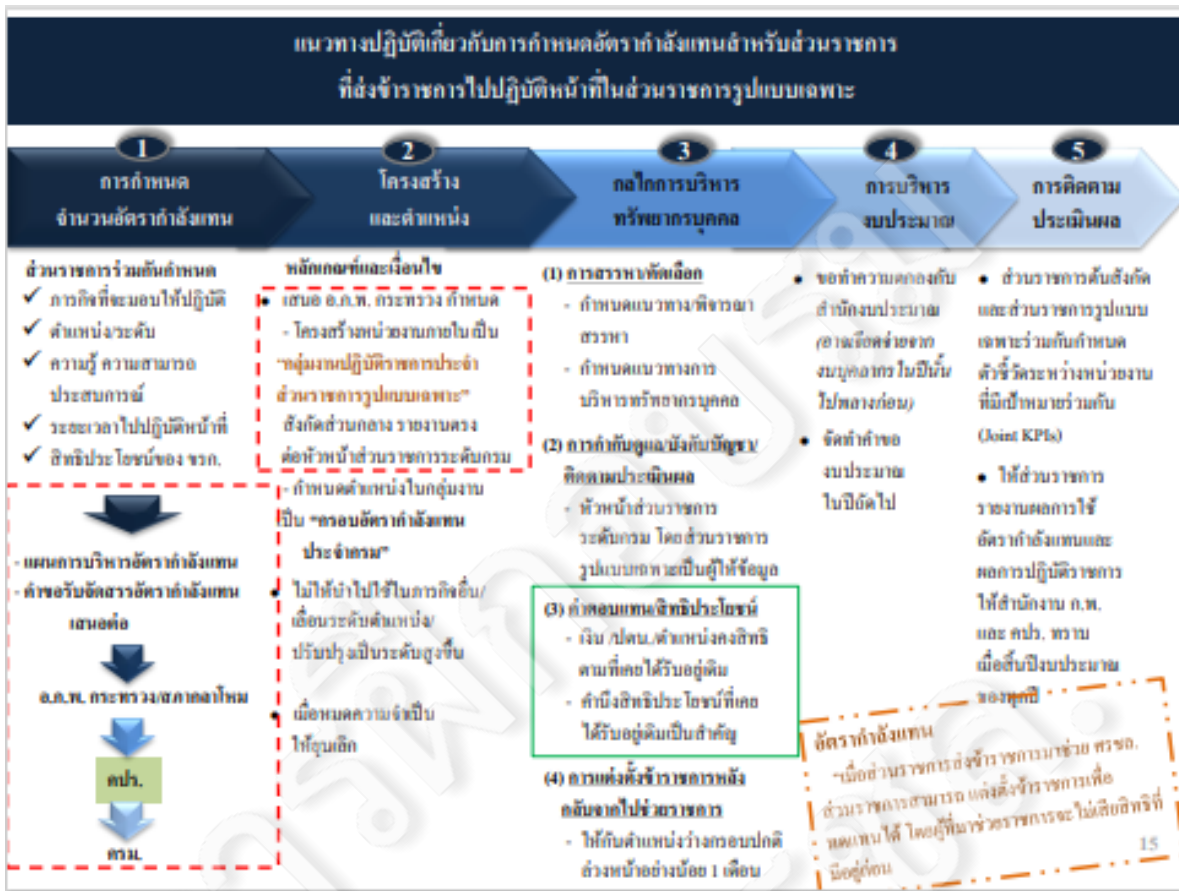 แนวทางปฏิบัติเกี่ยวกับการกำหนดอัตรากำลังแทนสำหรับส่วนราชการ
ที่ส่งข้าราชการไปปฏิบัติหน้าที่ในส่วนราชการรูปแบบเฉพาะ
1
การกำหนด
จำนวนอัตรากำลังแทน
ส่วนราชการร่วมกันกำหนด
✓ ภารกิจที่จะมอบให้ปฏิบัติ
✓ ตำแหน่ง/ระดับ
✓ ความรู้ ความสามารถ
ประสบการณ์
✓ ระยะเวลาไปปฏิบัติหน้าที่
✓ สิทธิประโยชน์ของ ขรก.
- แผนการบริหารอัตรากำลังแทน
- คำขอรับจัดสรรอัตรากำลังแทน
เสนอต่อ
อ.ก.พ. กระทรวง/สภากลาโหม
คปร.
ครม.
2
โครงสร้าง
และตำแหน่ง
หลักเกณฑ์และเงื่อนไข
• เสนอ อ.ก.พ. กระทรวง กำหนด
- โครงสร้างหน่วยงานภายใน เป็น
"กลุ่มงานปฏิบัติราชการประจำ
ส่วนราชการรูปแบบเฉพาะ"
สังกัดส่วนกลาง รายงานตรง
ต่อหัวหน้าส่วนราชการระดับกรม
- กำหนดตำแหน่งในกลุ่มงาน
เป็น "กรอบอัตรากำลังแทน
ประจำกรม"
• ไม่ให้นำไปใช้ในภารกิจอื่น/
เลื่อนระดับตำแหน่ง/
ปรับปรุงเป็นระดับสูงขึ้น
• เมื่อหมดความจำเป็น
ให้ยุบเลิก
3
กลไกการบริหาร
ทรัพยากรบุคคล
(1) การสรรหา/คัดเลือก
- กำหนดแนวทาง/พิจารณา
สรรหา
- กำหนดแนวทางการ
บริหารทรัพยากรบุคคล
(2) การกำกับดูแล/บังคับบัญชา/
ติดตามประเมินผล
- หัวหน้าส่วนราชการ
ระดับกรม โดยส่วนราชการ
รูปแบบเฉพาะเป็นผู้ให้ข้อมูล
(3) ค่าตอบแทน/สิทธิประโยชน์
- เงิน /ปตน./ตำแหน่งคงสิทธิ
ตามที่เคยได้รับอยู่เดิม
- คำนึงสิทธิประโยชน์ที่เคย
ได้รับอยู่เดิมเป็นสำคัญ
(4) การแต่งตั้งข้าราชการหลัง
กลับจากไปช่วยราชการ
- ให้กันตำแหน่งว่างกรอบปกติ
ล่วงหน้าอย่างน้อย 1 เดือน
4
การบริหาร
งบประมาณ
• ขอทำความตกลงกับ
สำนักงบประมาณ
(อาจเจียดจ่ายจาก
งบบุคลากร ในปีนั้น
ไปพลางก่อน)
• จัดทำคำขอ
งบประมาณ
ในปีถัดไป
5
การติดตาม
ประเมินผล
• ส่วนราชการต้นสังกัด
และส่วนราชการรูปแบบ
เฉพาะร่วมกันกำหนด
ตัวชี้วัดระหว่างหน่วยงาน
ที่มีเป้าหมายร่วมกัน
(Joint KPIs)
• ให้ส่วนราชการ
รายงานผลการใช้
อัตรากำลังแทนและ
ผลการปฏิบัติราชการ
ให้สำนักงาน ก.พ.
และ คปร. ทราบ
เมื่อสิ้นปีงบประมาณ
ของทุกปี
อัตรากำลังแทน
"เมื่อส่วนราชการส่งข้าราชการมาช่วย ศรชล.
ส่วนราชการสามารถ แต่งตั้งข้าราชการเพื่อ
ทดแทนได้ โดยผู้ที่มาช่วยราชการจะไม่เสียสิทธิที่
มีอยู่ก่อน
15